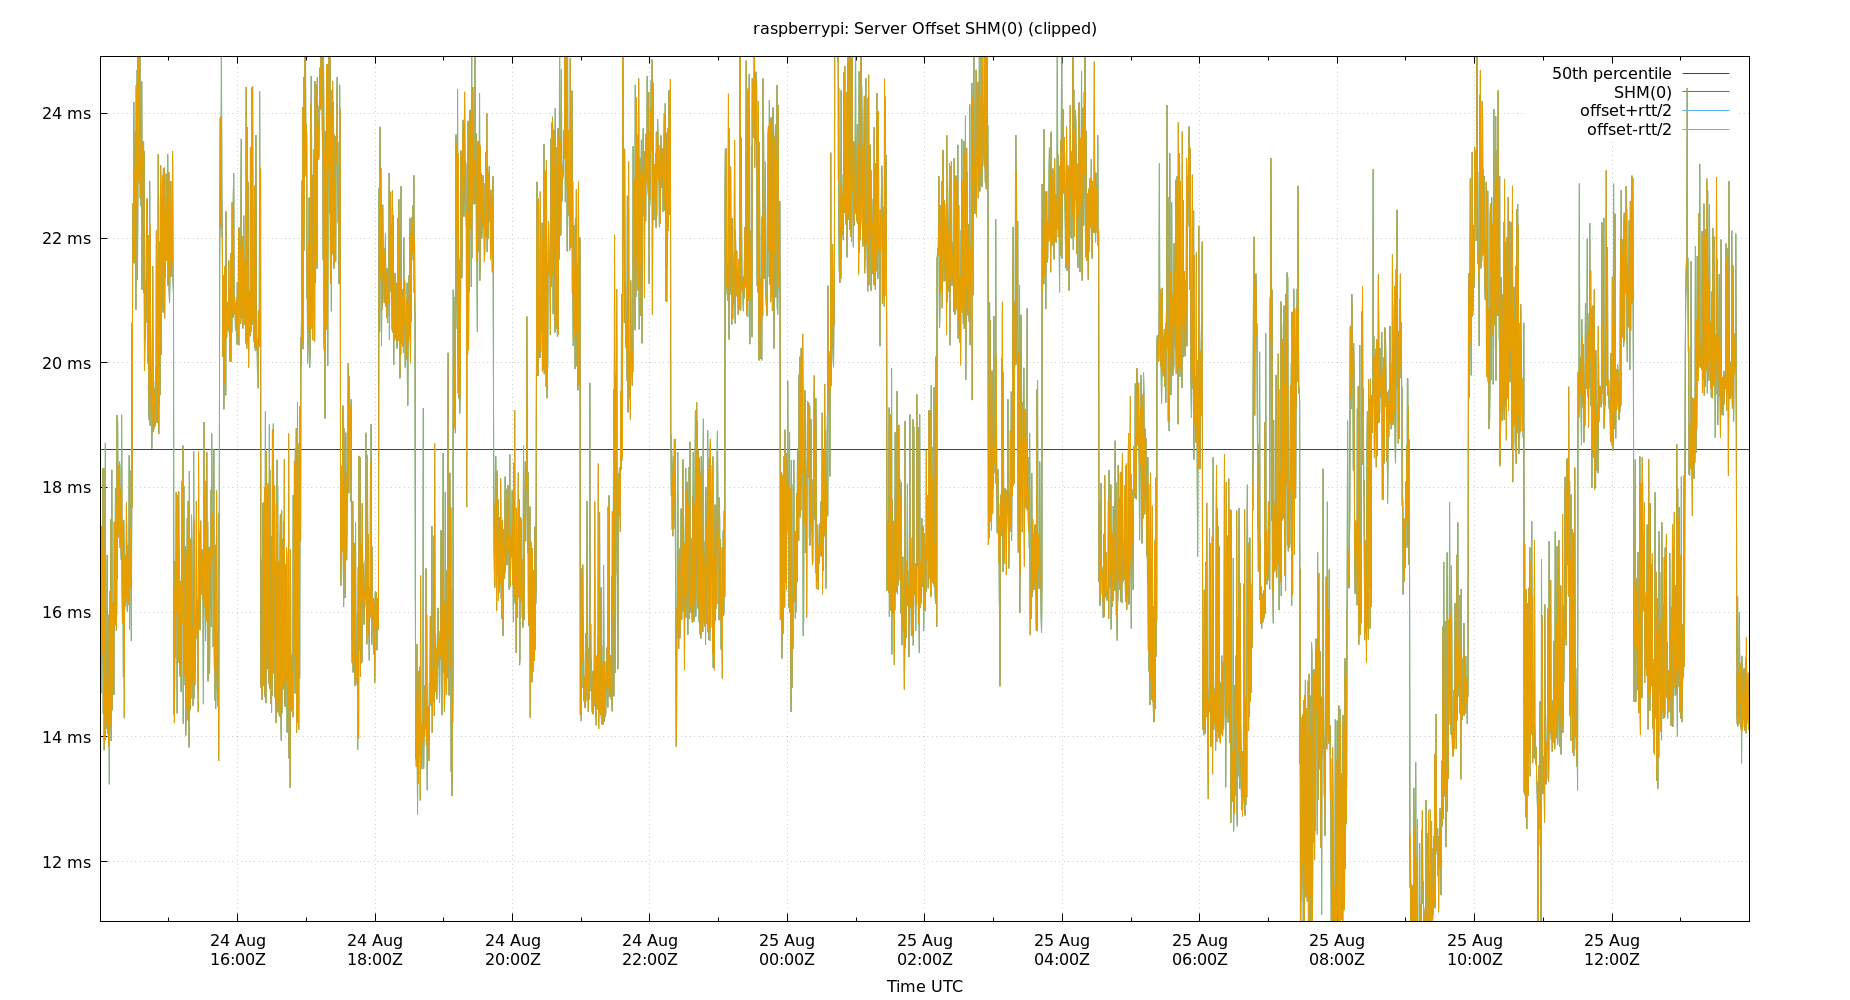 raspberrypi: Server Offset SHM(0) (clipped)
50th percentile
SHM(0)
offset+rtt/2
offset-rtt/2
24 ms
22 ms
20 ms
18 ms
16 ms
14 ms
12 ms
24 Aug 24 Aug 24 Aug 24 Aug 25 Aug 25 Aug 25 Aug 25 Aug 25 Aug 25 Aug 25 Aug
16:00Z 18:00Z 20:00Z 22:00Z 00:00Z 02:00Z 04:00Z 06:00Z 08:00Z 10:00Z 12:00Z
Time UTC